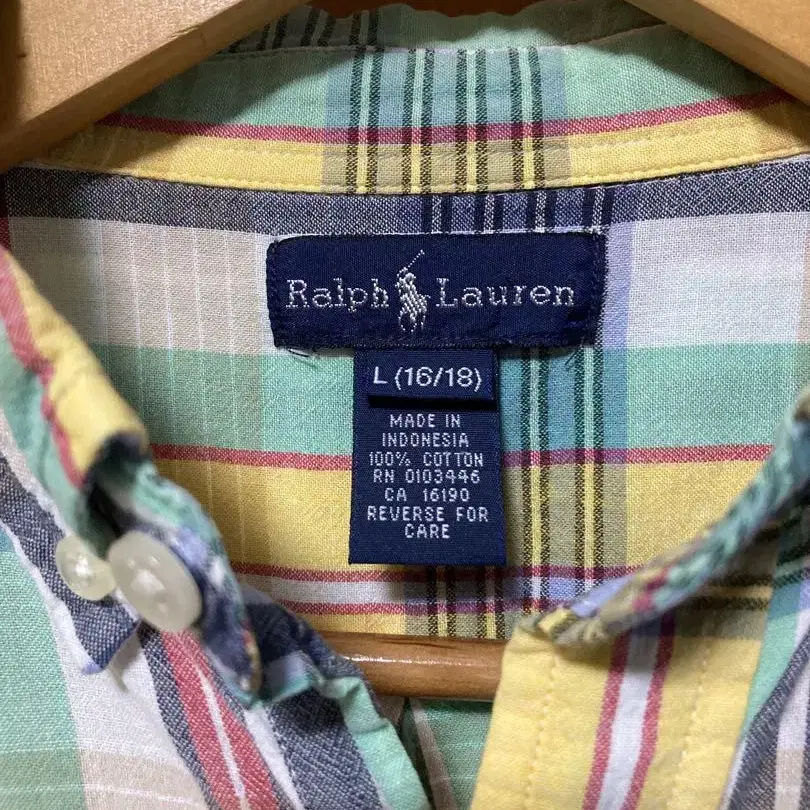 Ralph Lauren
L (16/18)
MADE IN
INDONESIA
100% COTTON
RN 0103446
CA 16190
REVERSE FOR
CARE